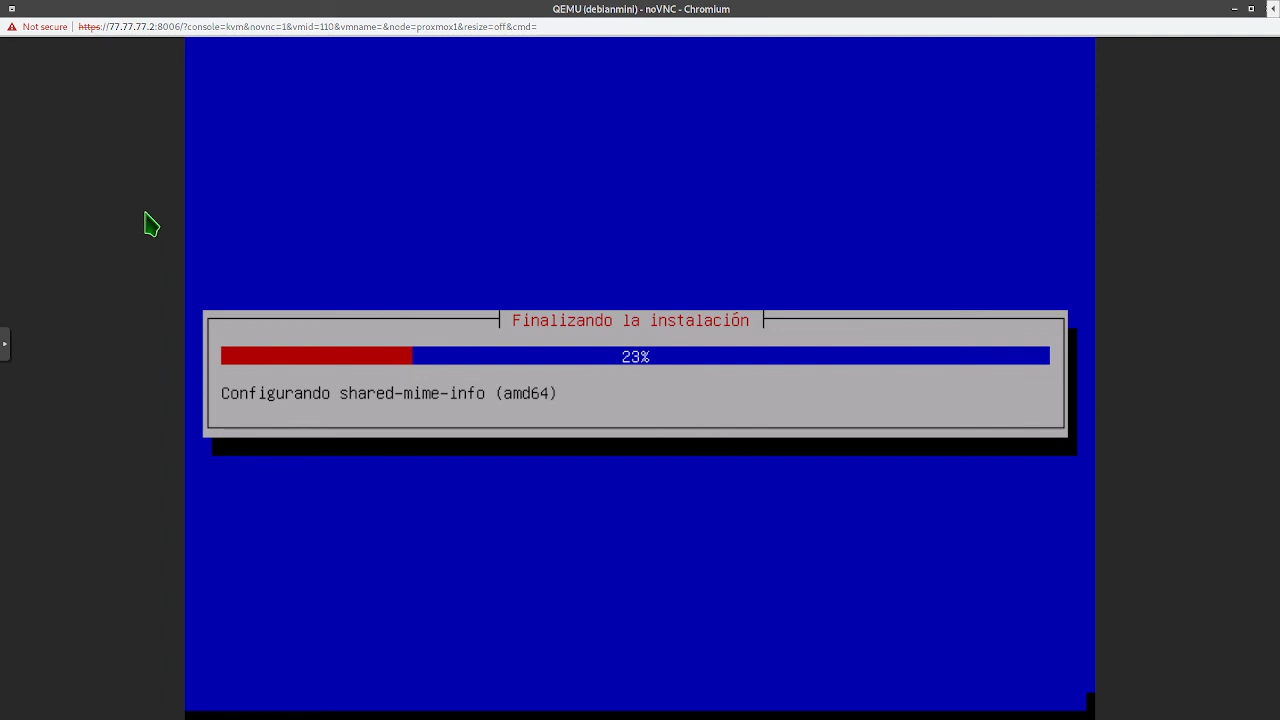 QEMU (debianmini) - noVNC - Chromium
Not secure | https://77.77.77.2:8006/?console=kvm&novnc=1&vmid=110&vmname=&node=proxmox1&resize=off&cmd=
Finalizando la instalación
23%
Configurando shared-mime-info (amd64)